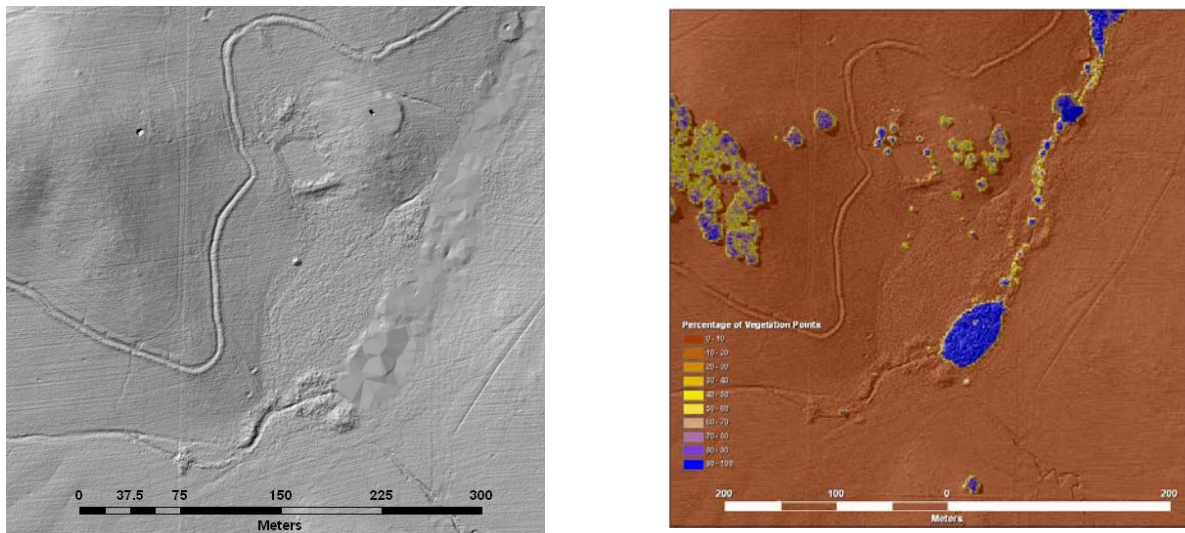 0 37.5 75 150 225 300
Meters
Percentage of Vegetation Points
0 - 10
10 - 20
20 - 30
30 - 40
40 - 50
50 - 60
60 - 70
70 - 80
80 - 90
90 - 100
200 100 0 200
Meters